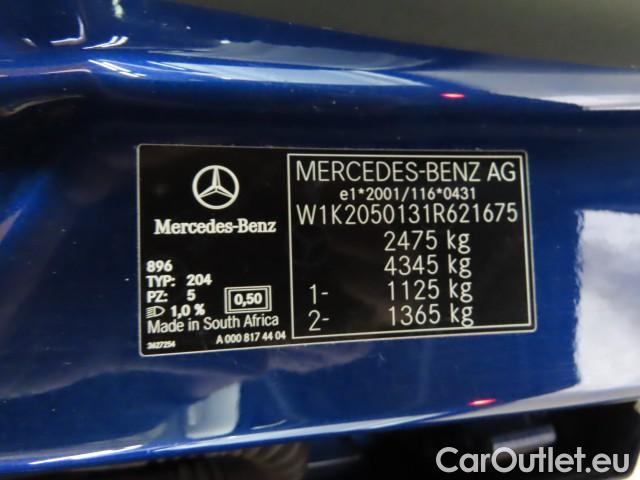 Mercedes-Benz
896
TYP: 204
PZ: 5
1,0 %
0,50
Made in South Africa
3627254
A 000 817 44 04
MERCEDES-BENZ AG
e1*2001/116*0431
W1K2050131R621675
2475 kg
4345 kg
1- 1125 kg
2- 1365 kg
CarOutlet.eu